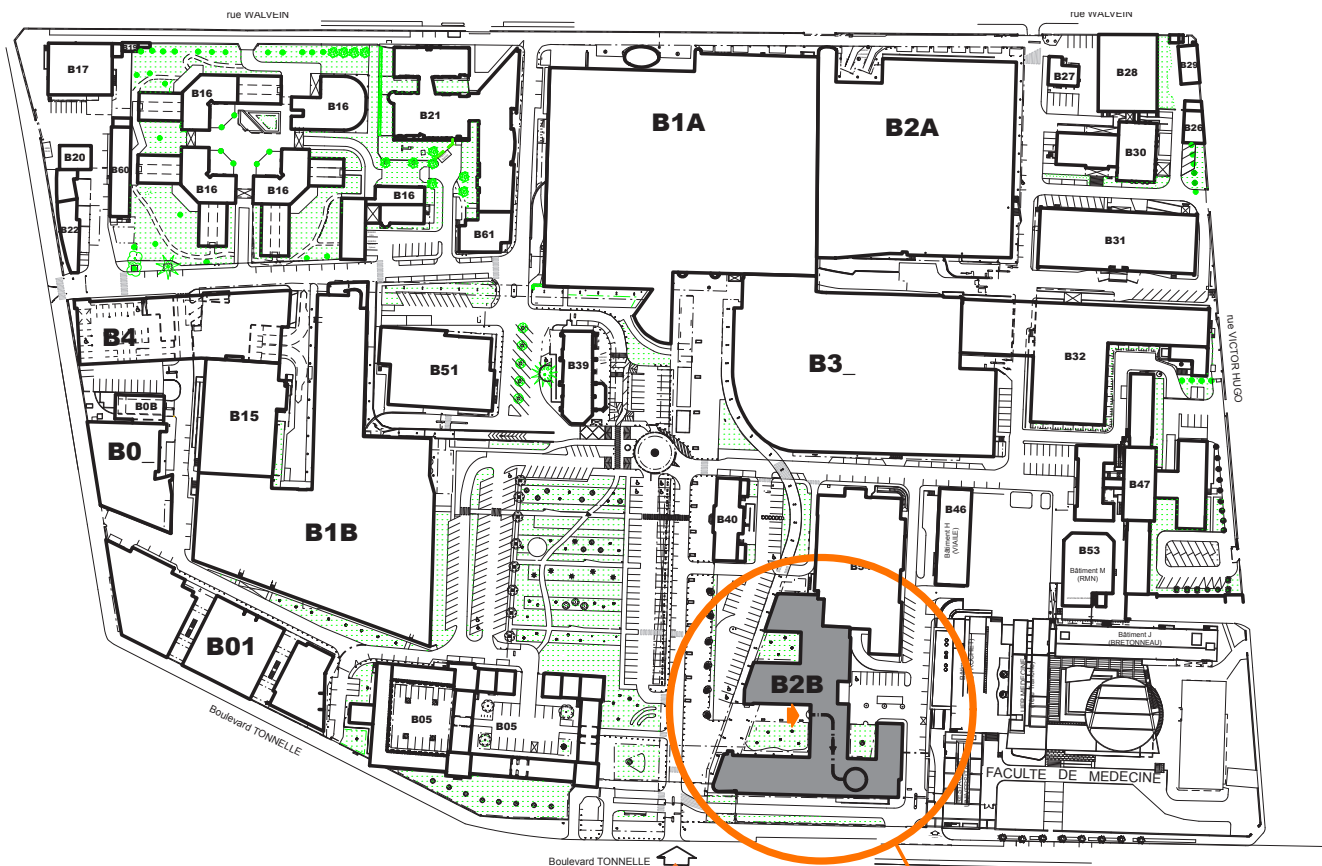 rue WALVEIN
rue WALVEIN
B17
B16
B16
B21
B1A
B2A
B27
B28
B29
B26
B20
B60
B16
B16
B16
B30
B22
B61
B31
B4
B51
B39
B3_
B32
rue VICTOR HUGO
B0B
B15
B0_
B47
B40
B46
Bâtiment H
(VIALLE)
B1B
B53
Bâtiment M
(RMN)
B01
Bâtiment J
(BRETONNEAU)
B2B
B05
B05
Boulevard TONNELLE
FACULTE DE MEDECINE
Boulevard TONNELLE